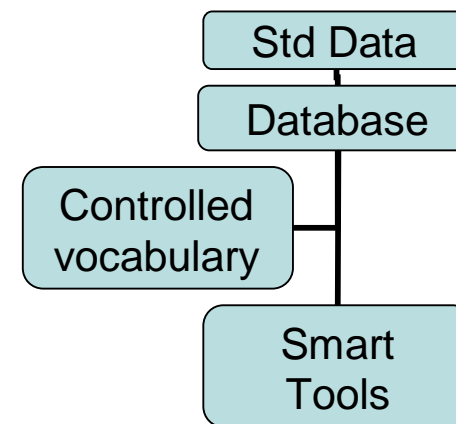 Std Data
Database
Controlled
vocabulary
Smart
Tools